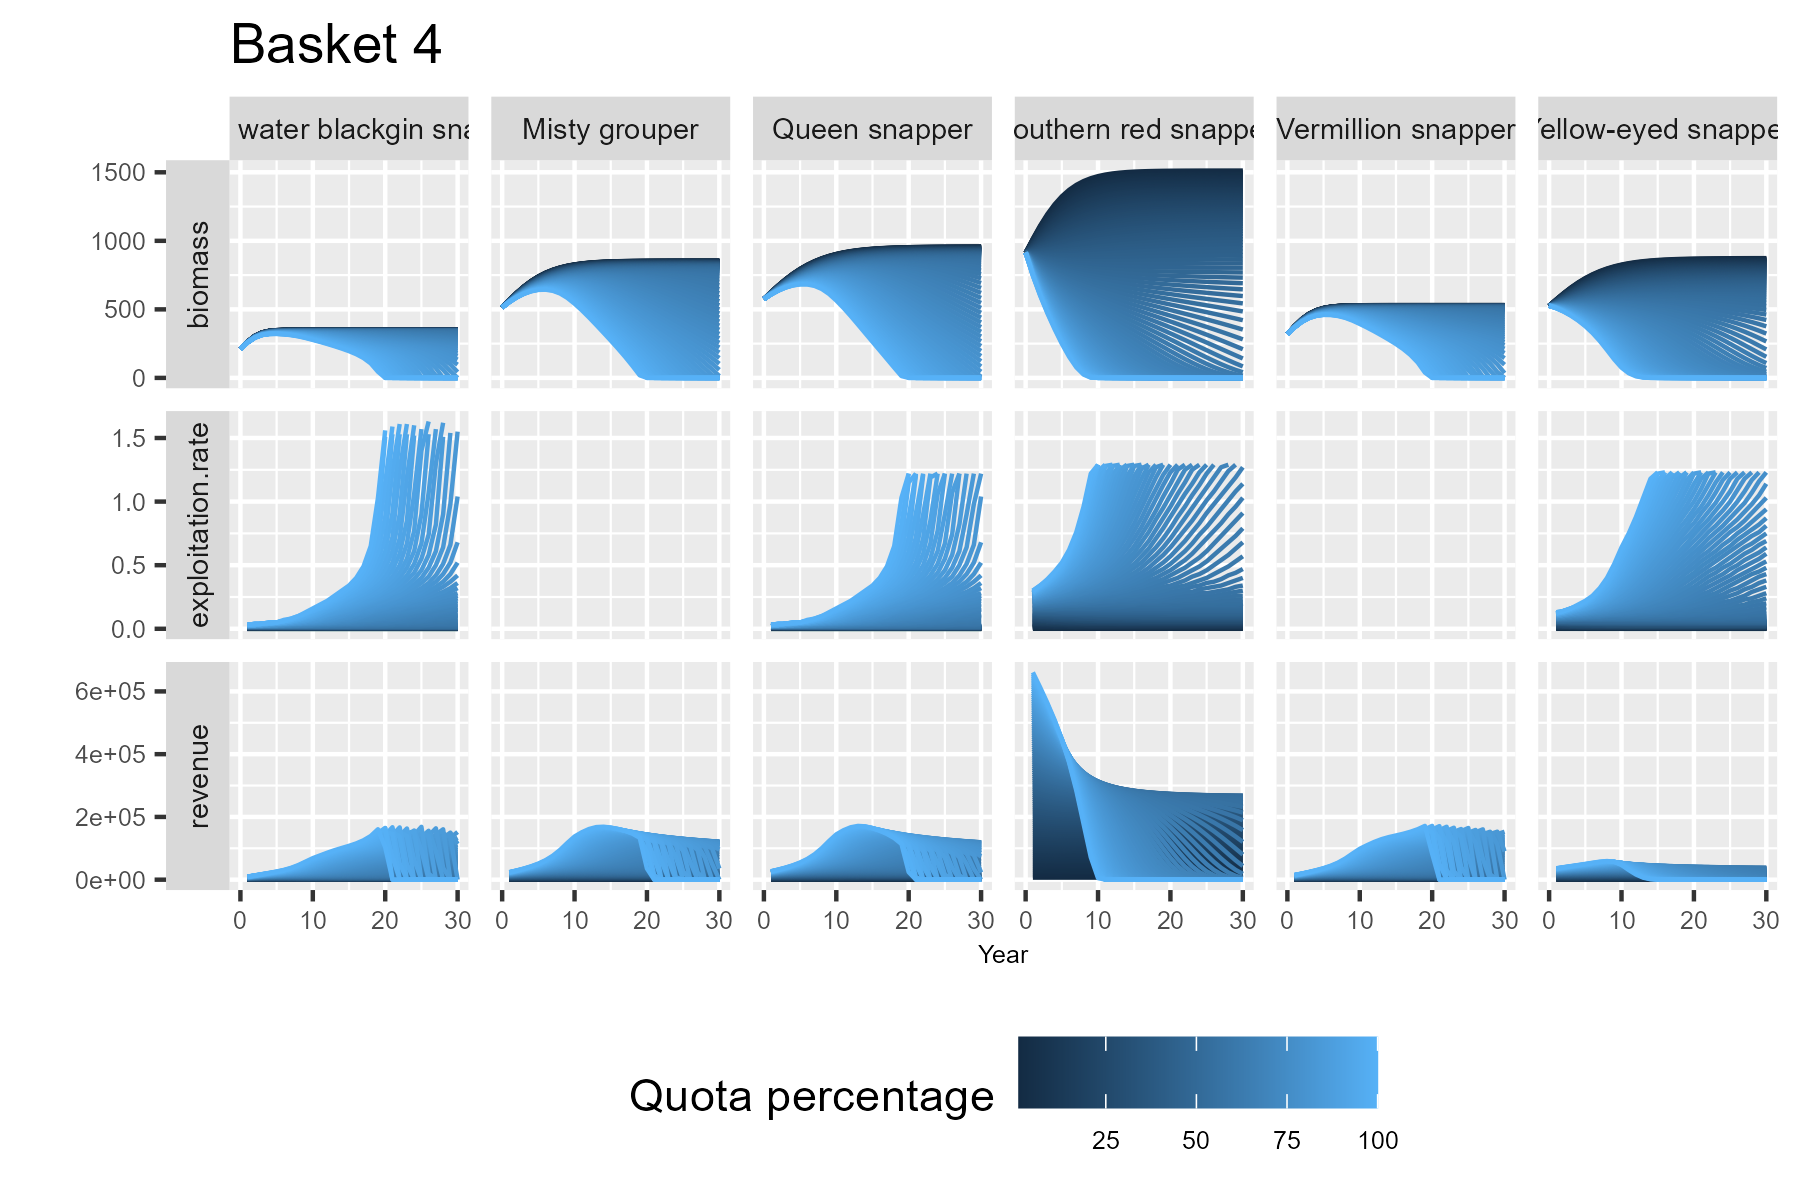 Basket 4
water blackgin sna
Misty grouper
Queen snapper
outhern red snappe
Vermillion snapper
Yellow-eyed snappe
biomass
1500
1000
500
0
exploitation.rate
1.5
1.0
0.5
0.0
revenue
6e+05
4e+05
2e+05
0e+00
0 10 20 30 0 10 20 30 0 10 20 30 0 10 20 30 0 10 20 30 0 10 20 30
Year
Quota percentage
25 50 75 100